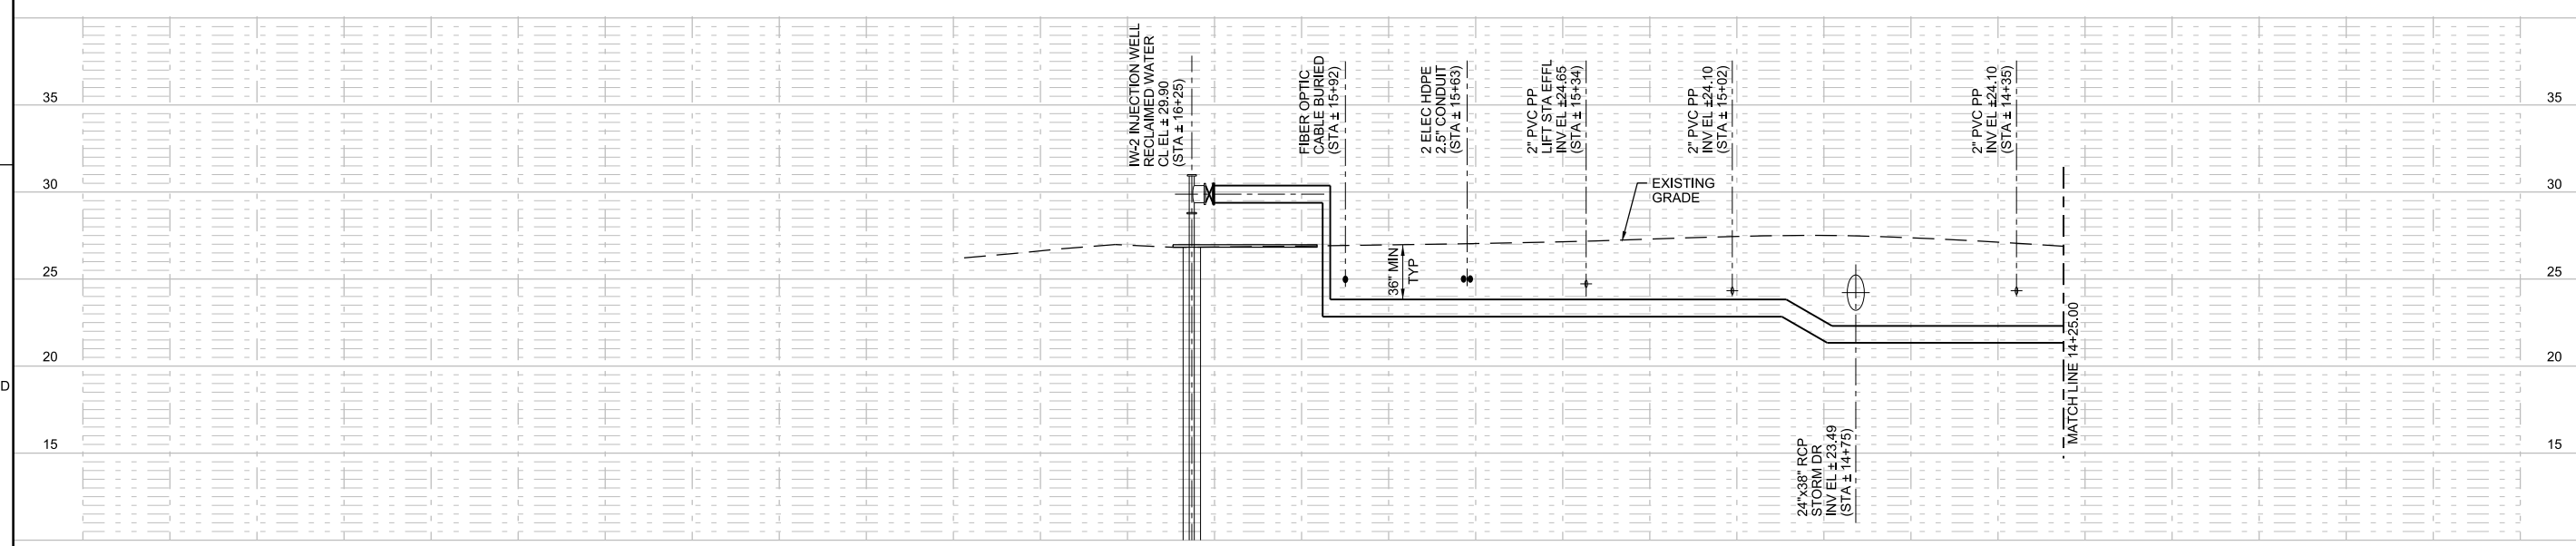 IW-2 INJECTION WELL
RECLAIMED WATER
CL EL ± 29.90
(STA ± 16+25)
FIBER OPTIC
CABLE BURIED
(STA ± 15+92)
2 ELEC HDPE
2.5" CONDUIT
(STA ± 15+63)
2" PVC PP
LIFT STA EFFL
INV EL ±24.65
(STA ± 15+34)
2" PVC PP
INV EL ±24.10
(STA ± 15+02)
2" PVC PP
INV EL ±24.10
(STA ± 14+35)
35
35
30
EXISTING
GRADE
30
25
36" MIN
TYP
25
20
20
D
MATCH LINE 14+25.00
15
15
24"x38" RCP
STORM DR
INV EL ± 23.49
(STA ± 14+75)